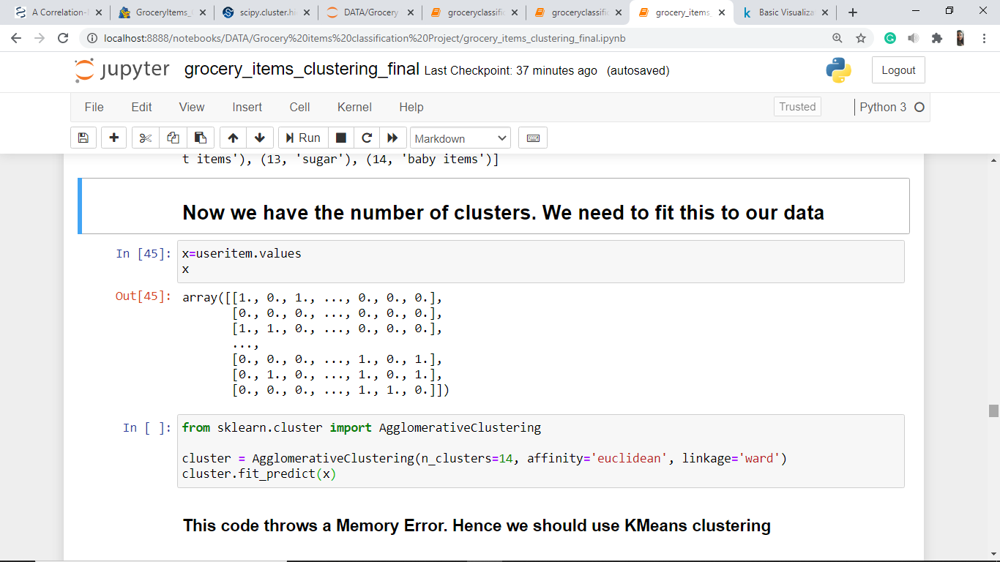 A Correlation-
GroceryItems_
scipy.cluster.hi
DATA/Grocery
groceryclassific
groceryclassific
grocery_items_
Basic Visualiza
localhost:8888/notebooks/DATA/Grocery%20items%20classification%20Project/grocery_items_clustering_final.ipynb
jupyter grocery_items_clustering_final Last Checkpoint: 37 minutes ago (autosaved)
Logout
File Edit View Insert Cell Kernel Help
Trusted
Python 3
Run
Markdown
t items'), (13, 'sugar'), (14, 'baby items')]
Now we have the number of clusters. We need to fit this to our data
In [45]: x=useritem.values
x
Out[45]: array([[1., 0., 1., ..., 0., 0., 0.],
[0., 0., 0., ..., 0., 0., 0.],
[1., 1., 0., ..., 0., 0., 0.],
...,
[0., 0., 0., ..., 1., 0., 1.],
[0., 1., 0., ..., 1., 0., 1.],
[0., 0., 0., ..., 1., 1., 0.]])
In [ ]: from sklearn.cluster import AgglomerativeClustering
cluster = AgglomerativeClustering(n_clusters=14, affinity='euclidean', linkage='ward')
cluster.fit_predict(x)
This code throws a Memory Error. Hence we should use KMeans clustering